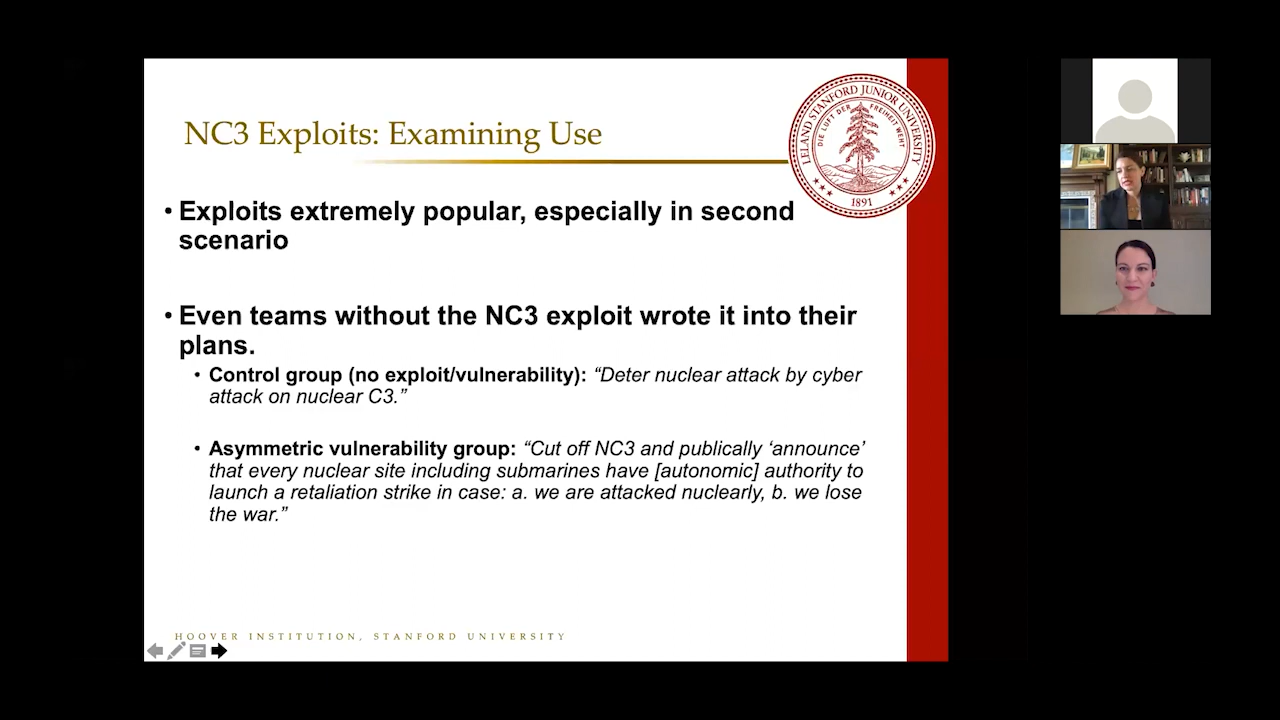 NC3 Exploits: Examining Use
LELAND STANFORD JUNIOR UNIVERSITY
DIE LUFT DER FREIHEIT WEHT
1891
• Exploits extremely popular, especially in second
scenario
• Even teams without the NC3 exploit wrote it into their
plans.
• Control group (no exploit/vulnerability): “Deter nuclear attack by cyber
attack on nuclear C3.”
• Asymmetric vulnerability group: “Cut off NC3 and publically ‘announce’
that every nuclear site including submarines have [autonomic] authority to
launch a retaliation strike in case: a. we are attacked nuclearly, b. we lose
the war.”
HOOVER INSTITUTION, STANFORD UNIVERSITY